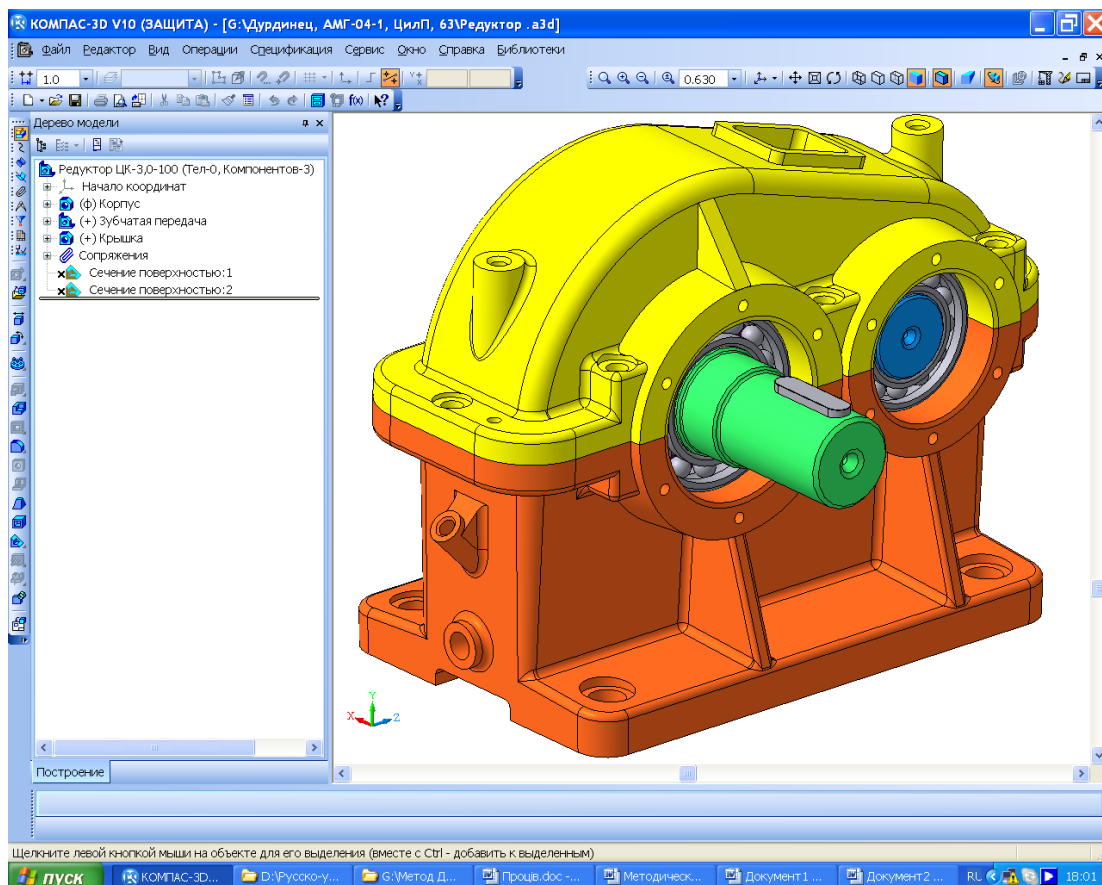 КОМПАС-3D V10 (ЗАЩИТА) - [G:\Дурдинец, АМГ-04-1, ЦилП, 63\Редуктор .a3d]
Файл Редактор Вид Операции Спецификация Сервис Окно Справка Библиотеки
1.0 0.630
f(x)
Дерево модели
Редуктор ЦК-3,0-100 (Тел-0, Компонентов-3)
Начало координат
(ф) Корпус
(+) Зубчатая передача
(+) Крышка
Сопряжения
Сечение поверхностью:1
Сечение поверхностью:2
Y
X Z
Построение
Щелкните левой кнопкой мыши на объекте для его выделения (вместе с Ctrl - добавить к выделенным)
пуск КОМПАС-3D... D:\Русско-у... G:\Метод Д... Проців.doc -... Методическ... Документ1 ... Документ2 ... RU 18:01